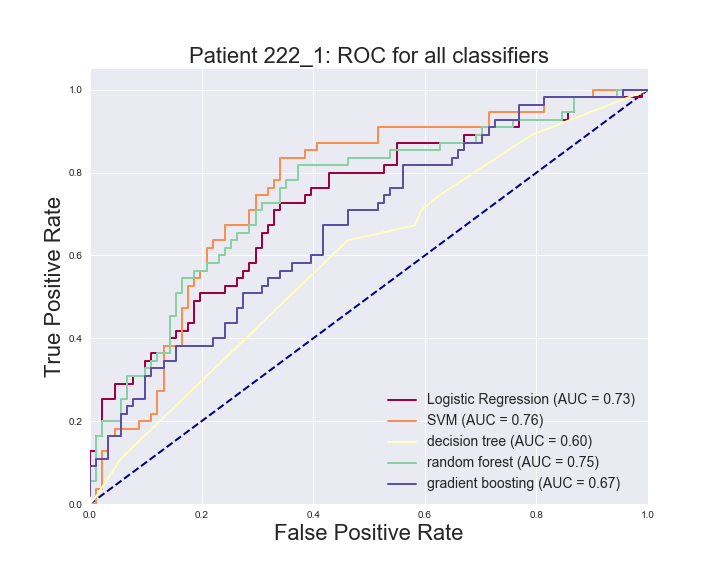 Patient 222_1: ROC for all classifiers
True Positive Rate
1.0
0.8
0.6
0.4
0.2
0.0
Logistic Regression (AUC = 0.73)
SVM (AUC = 0.76)
decision tree (AUC = 0.60)
random forest (AUC = 0.75)
gradient boosting (AUC = 0.67)
0.0 0.2 0.4 0.6 0.8 1.0
False Positive Rate